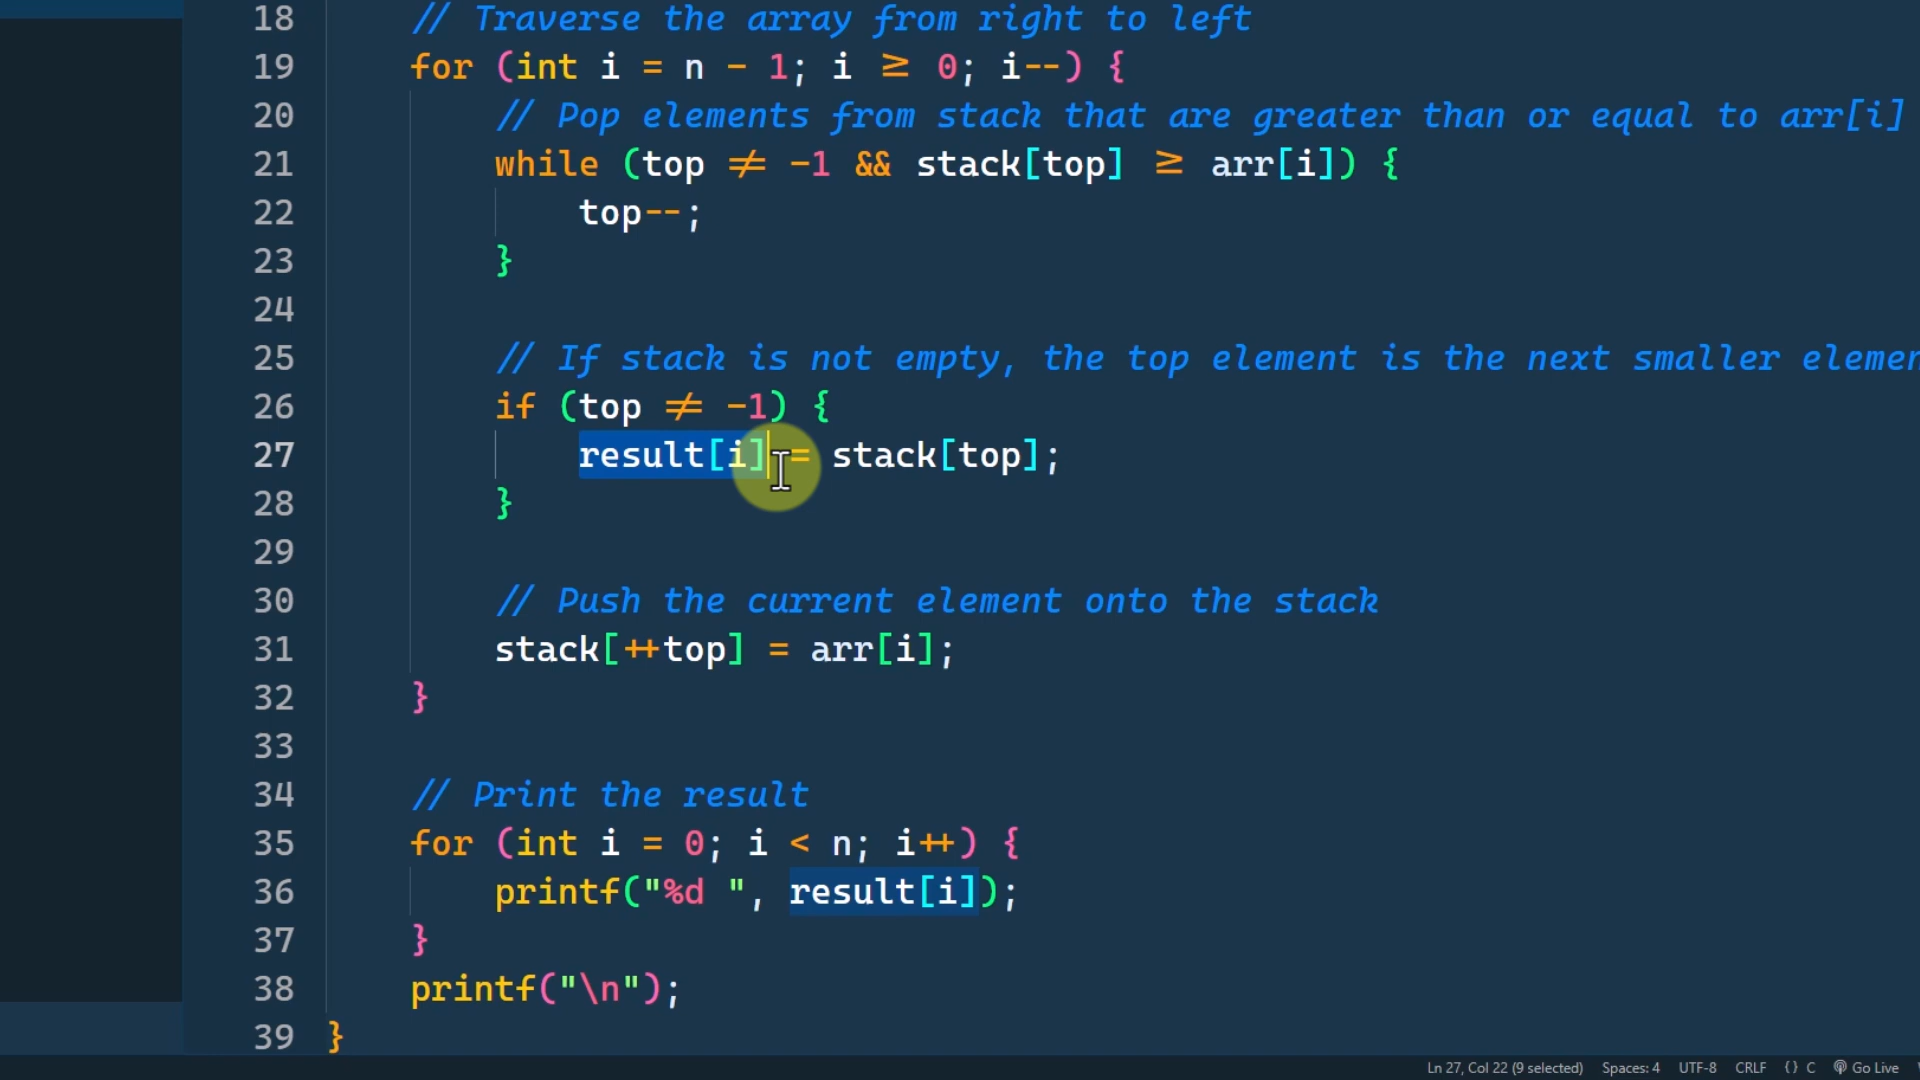 18 // Traverse the array from right to left
19 for (int i = n - 1; i ≥ 0; i--) {
20 // Pop elements from stack that are greater than or equal to arr[i]
21 while (top ≠ -1 && stack[top] ≥ arr[i]) {
22 top--;
23 }
24
25 // If stack is not empty, the top element is the next smaller elemen
26 if (top ≠ -1) {
27 result[i] = stack[top];
28 }
29
30 // Push the current element onto the stack
31 stack[++top] = arr[i];
32 }
33
34 // Print the result
35 for (int i = 0; i < n; i++) {
36 printf("%d ", result[i]);
37 }
38 printf("\n");
39 }
Ln 27, Col 22 (9 selected) Spaces: 4 UTF-8 CRLF {} C Go Live